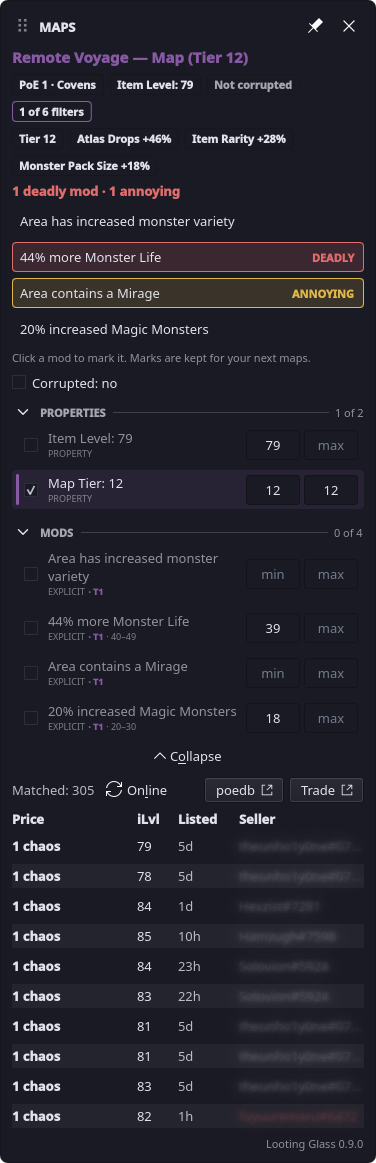 MAPS
Remote Voyage — Map (Tier 12)
PoE 1 · Covens Item Level: 79 Not corrupted
1 of 6 filters
Tier 12 Atlas Drops +46% Item Rarity +28%
Monster Pack Size +18%
1 deadly mod · 1 annoying
Area has increased monster variety
44% more Monster Life DEADLY
Area contains a Mirage ANNOYING
20% increased Magic Monsters
Click a mod to mark it. Marks are kept for your next maps.
Corrupted: no
PROPERTIES 1 of 2
Item Level: 79 79 max
PROPERTY
Map Tier: 12 12 12
PROPERTY
MODS 0 of 4
Area has increased monster
variety min max
EXPLICIT · T1
44% more Monster Life 39 max
EXPLICIT · T1 · 40–49
Area contains a Mirage min max
EXPLICIT · T1
20% increased Magic Monsters 18 max
EXPLICIT · T1 · 20–30
Collapse
Matched: 305 Online poedb Trade
Price iLvl Listed Seller
1 chaos 79 5d
1 chaos 78 5d
1 chaos 84 1d
1 chaos 85 10h
1 chaos 84 23h
1 chaos 83 22h
1 chaos 81 5d
1 chaos 81 5d
1 chaos 83 5d
1 chaos 82 1h
Looting Glass 0.9.0